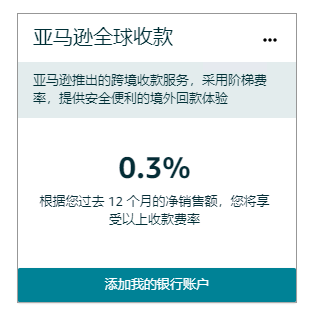 亚马逊全球收款
亚马逊推出的跨境收款服务，采用阶梯费
率，提供安全便利的境外回款体验
0.3%
根据您过去 12 个月的净销售额，您将享
受以上收款费率
添加我的银行账户